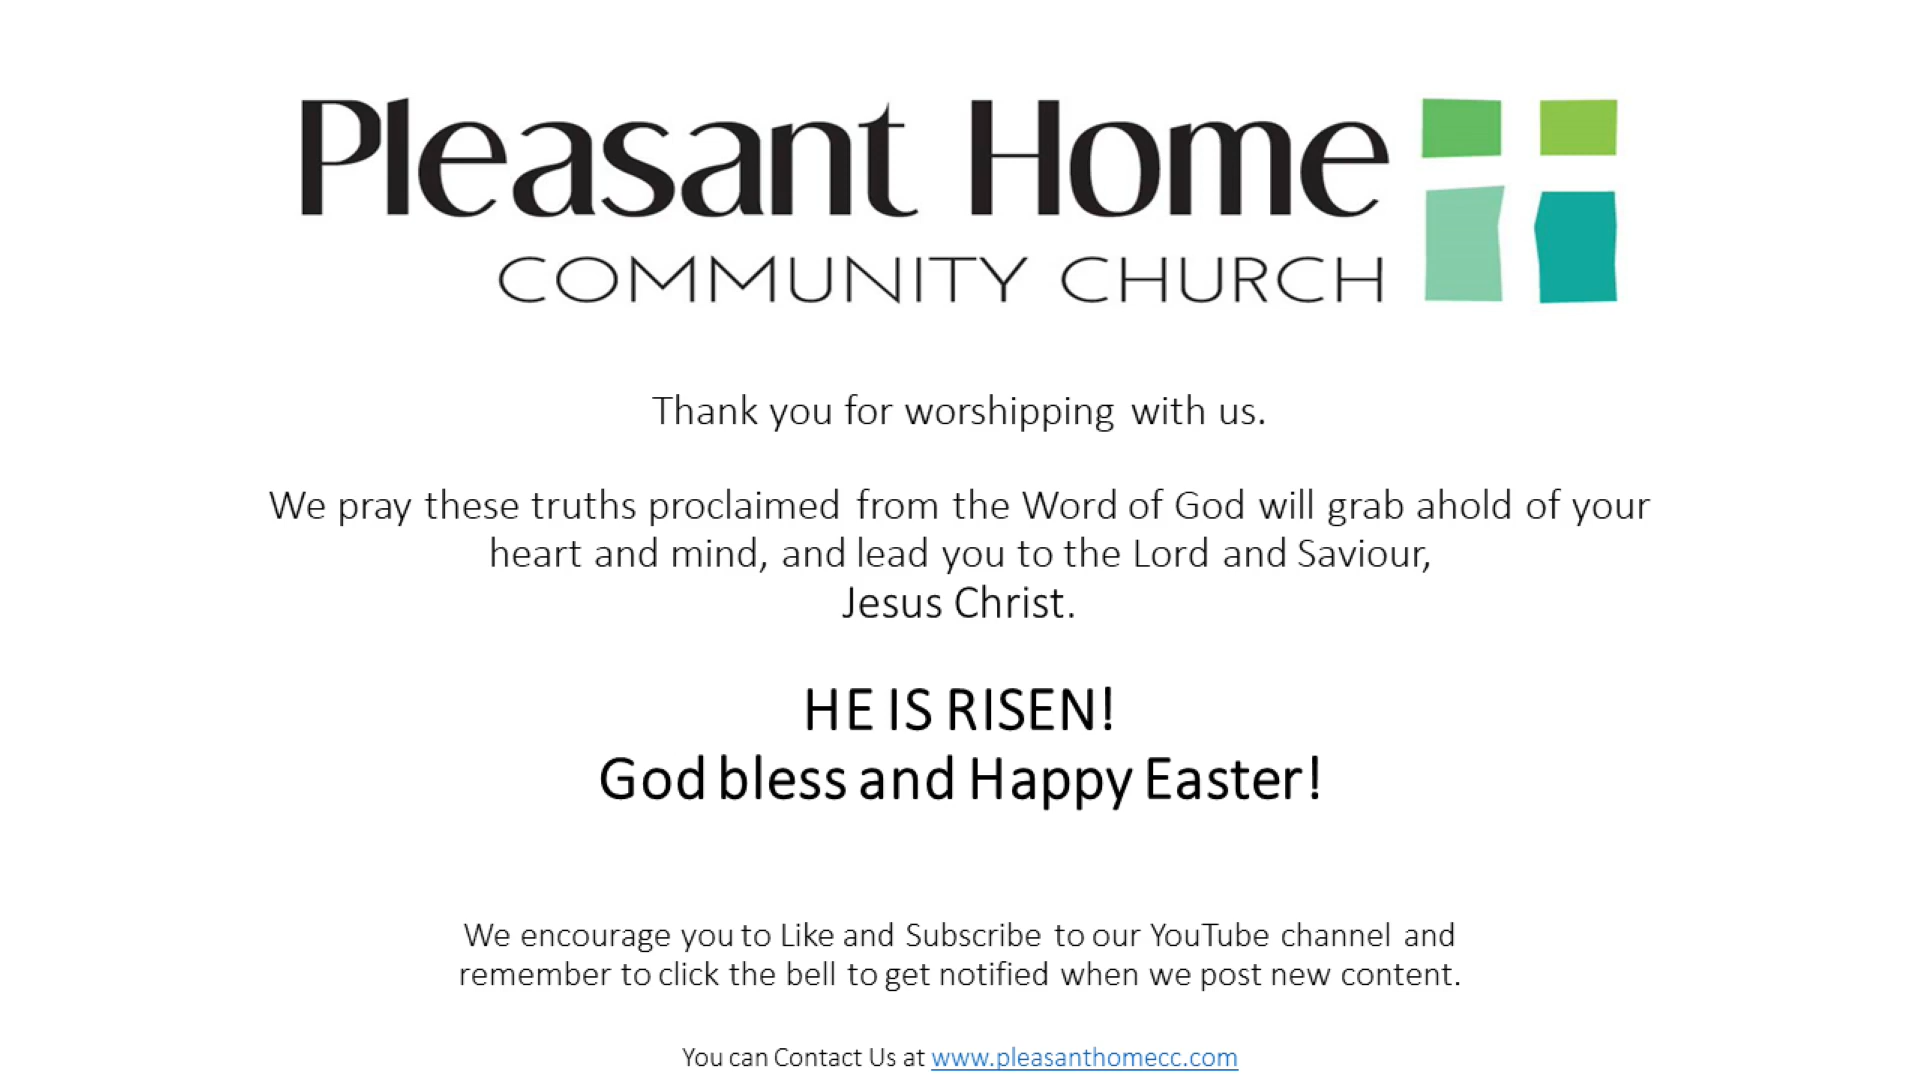 Pleasant Home
COMMUNITY CHURCH
Thank you for worshipping with us.
We pray these truths proclaimed from the Word of God will grab ahold of your
heart and mind, and lead you to the Lord and Saviour,
Jesus Christ.
HE IS RISEN!
God bless and Happy Easter!
We encourage you to Like and Subscribe to our YouTube channel and
remember to click the bell to get notified when we post new content.
You can Contact Us at www.pleasanthomecc.com